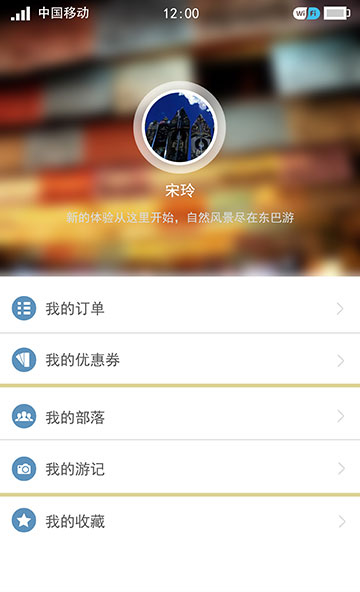 中国移动 12:00 WiFi
宋玲
新的体验从这里开始，自然风景尽在东巴游
我的订单
我的优惠券
我的部落
我的游记
我的收藏